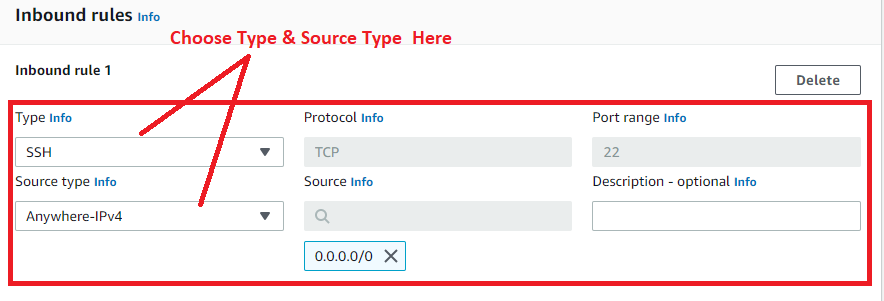 Inbound rules Info
Choose Type & Source Type Here
Inbound rule 1
Delete
Type Info
Protocol Info
Port range Info
SSH
TCP
22
Source type Info
Source Info
Description - optional Info
Anywhere-IPv4
0.0.0.0/0